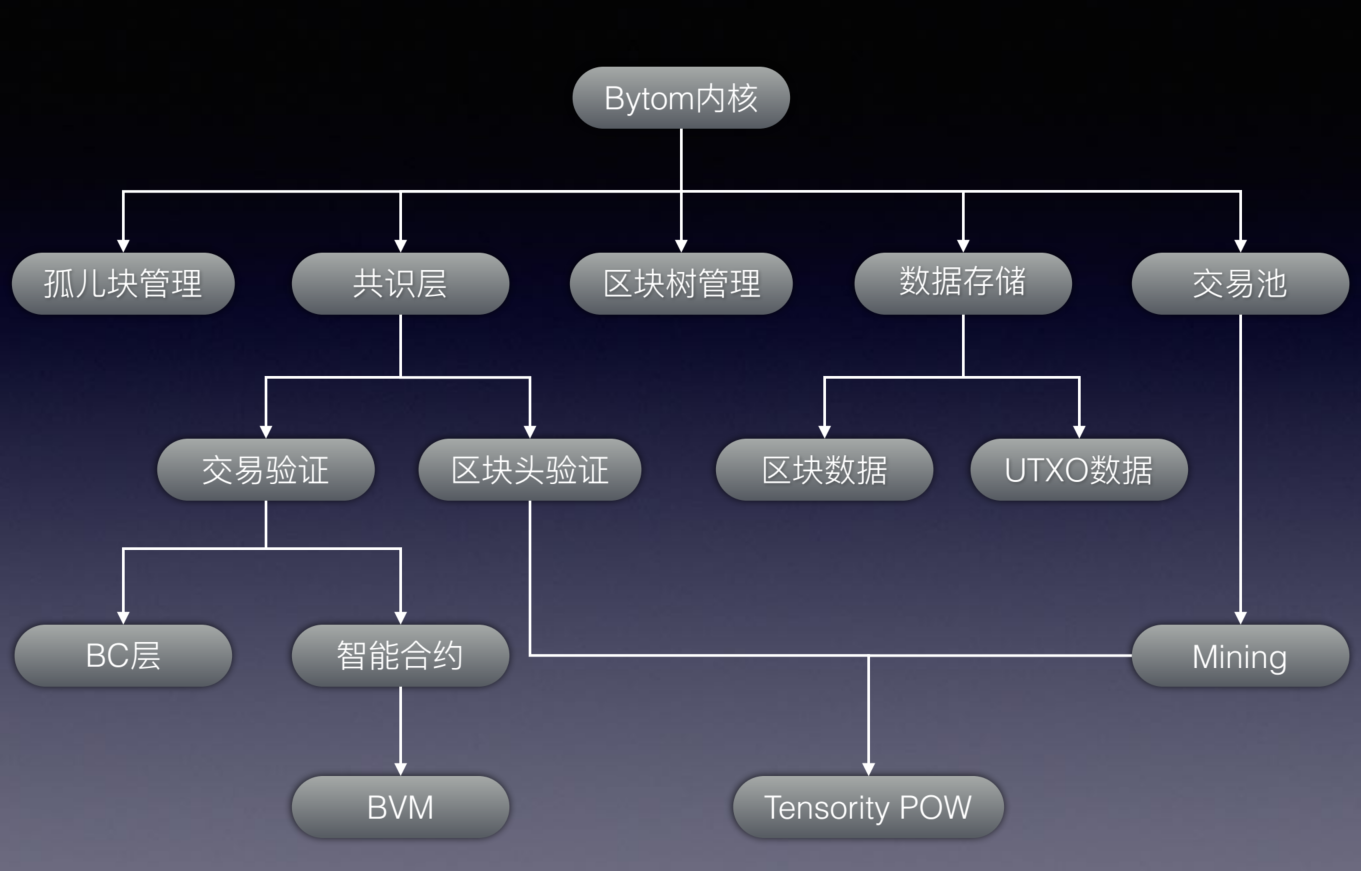 Bytom内核
孤儿块管理
共识层
区块树管理
数据存储
交易池
交易验证
区块头验证
区块数据
UTXO数据
BC层
智能合约
Mining
BVM
Tensority POW